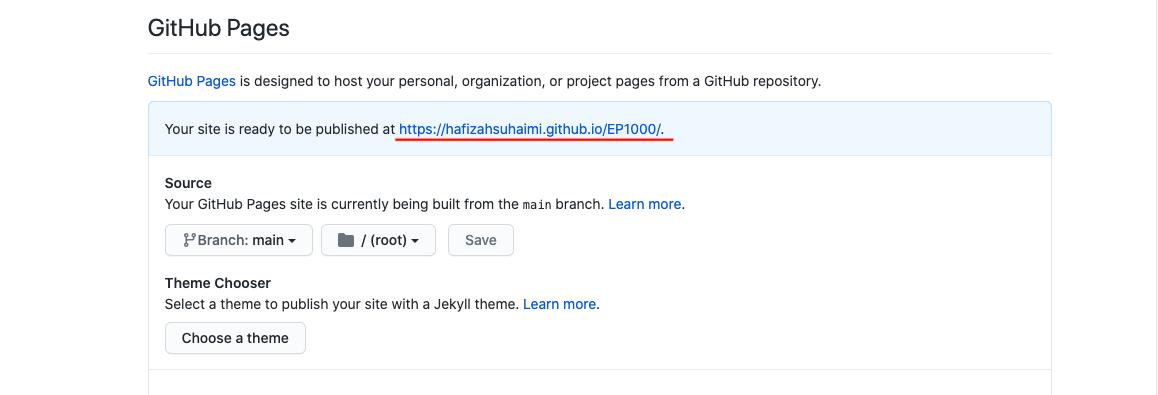 GitHub Pages
GitHub Pages is designed to host your personal, organization, or project pages from a GitHub repository.
Your site is ready to be published at https://hafizahsuhaimi.github.io/EP1000/.
Source
Your GitHub Pages site is currently being built from the main branch. Learn more.
Branch: main / (root) Save
Theme Chooser
Select a theme to publish your site with a Jekyll theme. Learn more.
Choose a theme